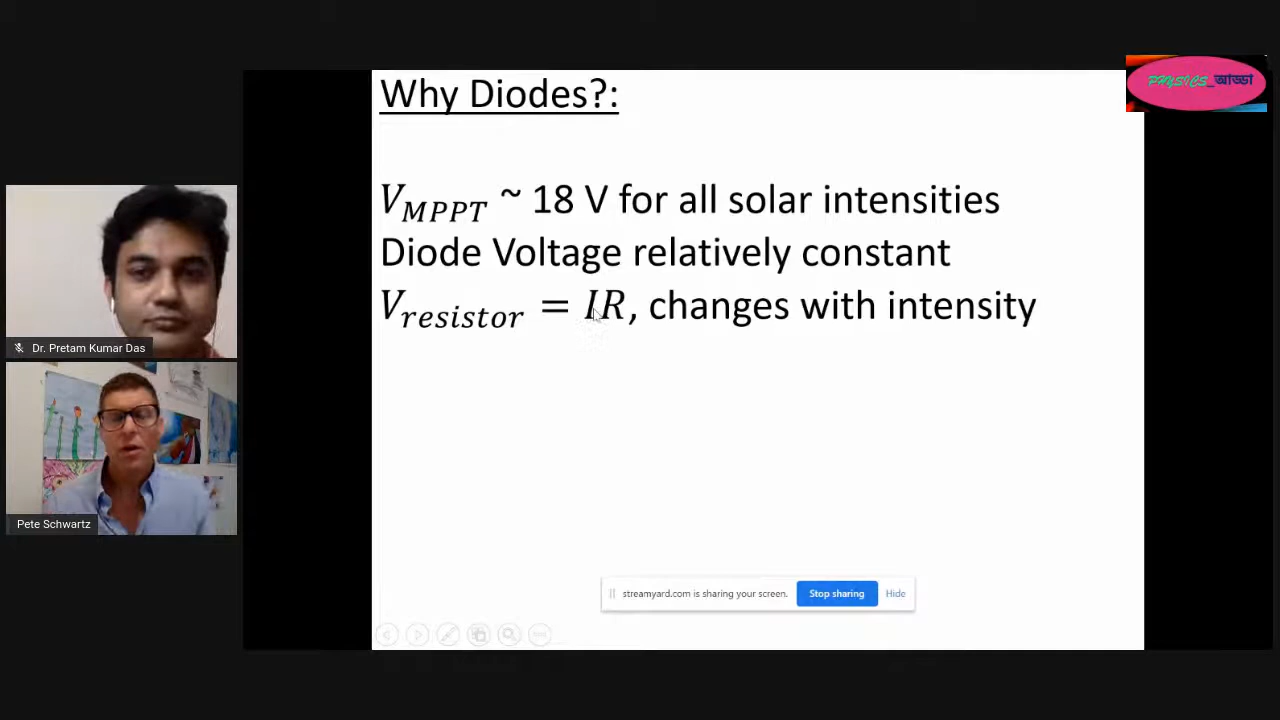 PHYSICS_আড্ডা
Why Diodes?:
V_MPPT ~ 18 V for all solar intensities
Diode Voltage relatively constant
V_resistor = IR, changes with intensity
Dr. Pretam Kumar Das
Pete Schwartz
streamyard.com is sharing your screen. Stop sharing Hide